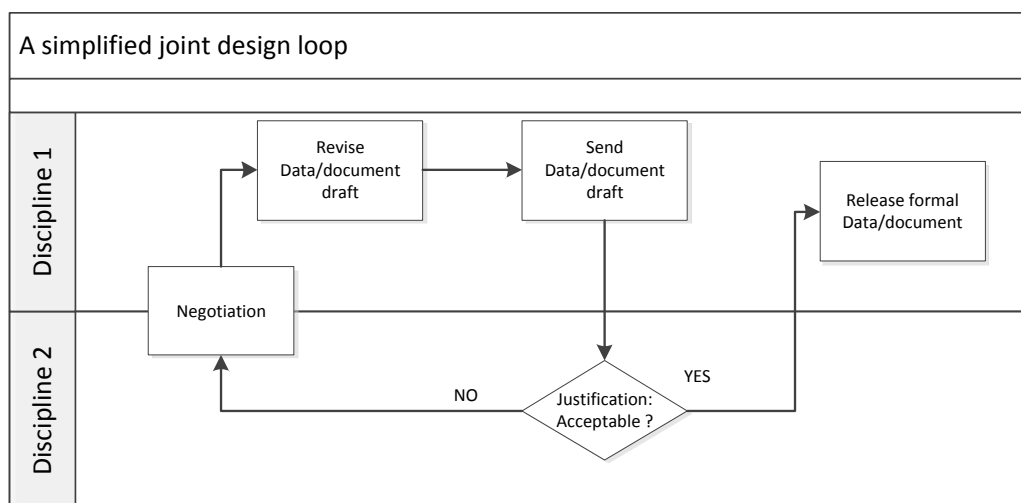 A simplified joint design loop
Discipline 1
Revise
Data/document
draft
Send
Data/document
draft
Release formal
Data/document
Negotiation
Discipline 2
NO
YES
Justification:
Acceptable ?